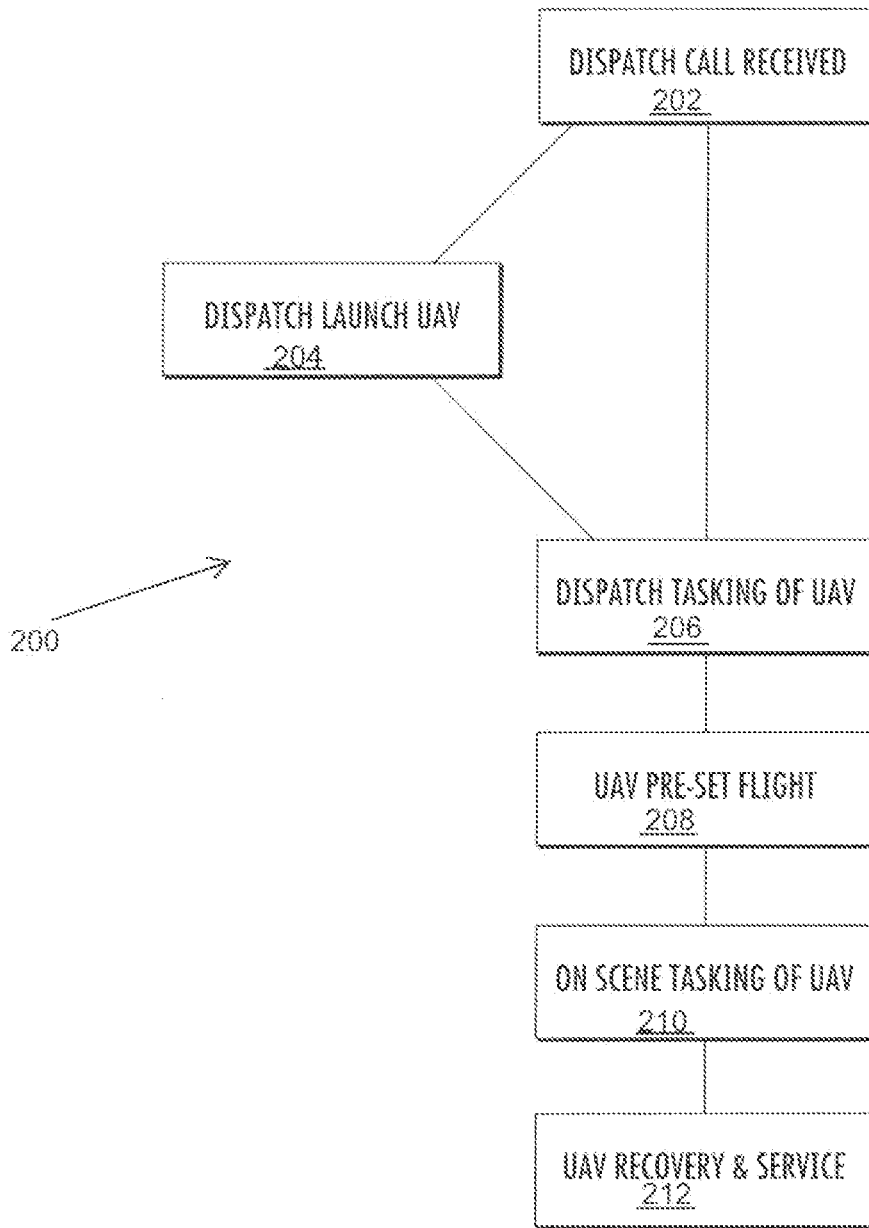 DISPATCH CALL RECEIVED
202
DISPATCH LAUNCH UAV
204
DISPATCH TASKING OF UAV
206
200
UAV PRE-SET FLIGHT
208
ON SCENE TASKING OF UAV
210
UAV RECOVERY & SERVICE
212